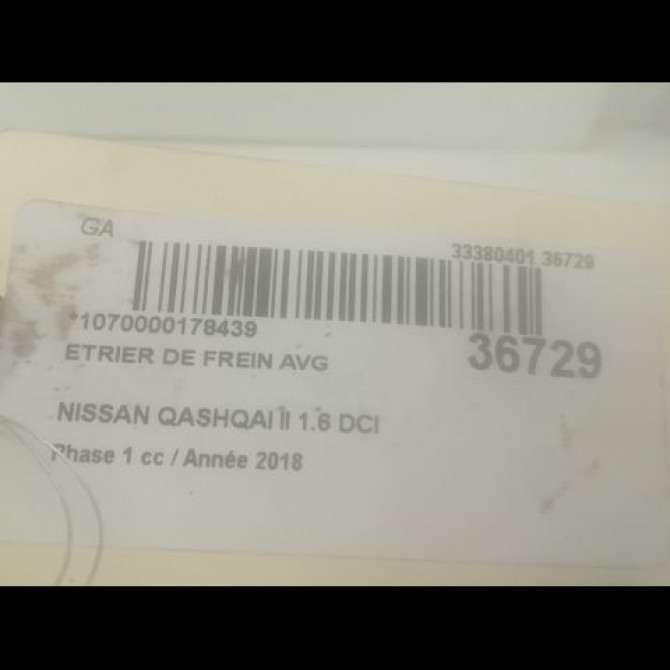 GA
33380401 36729
*1070000178439
36729
ETRIER DE FREIN AVG
NISSAN QASHQAI II 1.6 DCI
Phase 1 cc / Année 2018